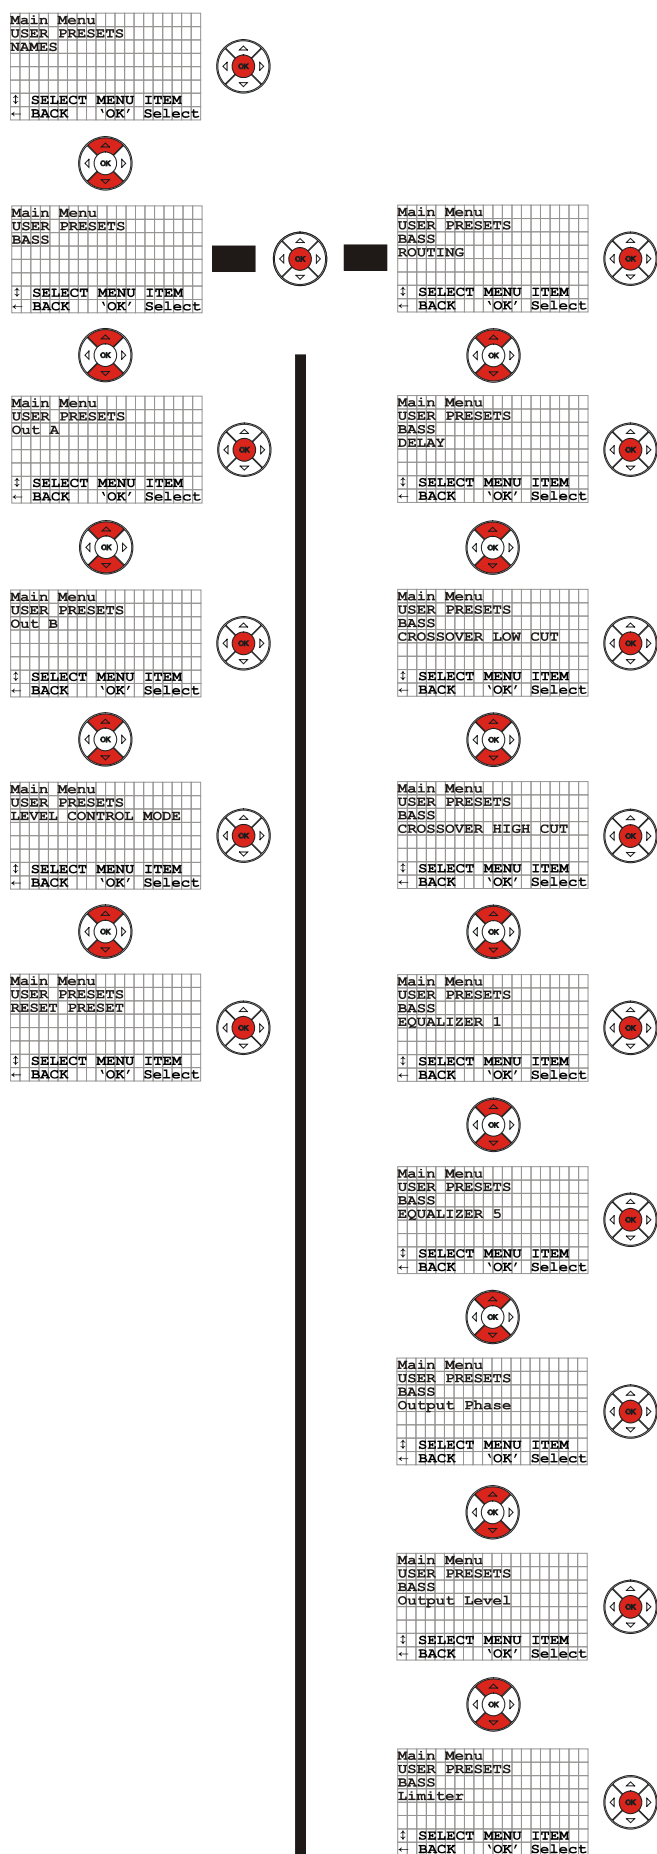 Main Menu
USER PRESETS
NAMES
↕ SELECT MENU ITEM
← BACK 'OK' Select
OK
OK
Main Menu
USER PRESETS
BASS
↕ SELECT MENU ITEM
← BACK 'OK' Select
OK
OK
Main Menu
USER PRESETS
Out A
↕ SELECT MENU ITEM
← BACK 'OK' Select
OK
OK
Main Menu
USER PRESETS
Out B
↕ SELECT MENU ITEM
← BACK 'OK' Select
OK
OK
Main Menu
USER PRESETS
LEVEL CONTROL MODE
↕ SELECT MENU ITEM
← BACK 'OK' Select
OK
OK
Main Menu
USER PRESETS
RESET PRESET
↕ SELECT MENU ITEM
← BACK 'OK' Select
OK
Main Menu
USER PRESETS
BASS
ROUTING
↕ SELECT MENU ITEM
← BACK 'OK' Select
OK
OK
Main Menu
USER PRESETS
BASS
DELAY
↕ SELECT MENU ITEM
← BACK 'OK' Select
OK
OK
Main Menu
USER PRESETS
BASS
CROSSOVER LOW CUT
↕ SELECT MENU ITEM
← BACK 'OK' Select
OK
OK
Main Menu
USER PRESETS
BASS
CROSSOVER HIGH CUT
↕ SELECT MENU ITEM
← BACK 'OK' Select
OK
OK
Main Menu
USER PRESETS
BASS
EQUALIZER 1
↕ SELECT MENU ITEM
← BACK 'OK' Select
OK
OK
Main Menu
USER PRESETS
BASS
EQUALIZER 5
↕ SELECT MENU ITEM
← BACK 'OK' Select
OK
OK
Main Menu
USER PRESETS
BASS
Output Phase
↕ SELECT MENU ITEM
← BACK 'OK' Select
OK
OK
Main Menu
USER PRESETS
BASS
Output Level
↕ SELECT MENU ITEM
← BACK 'OK' Select
OK
OK
Main Menu
USER PRESETS
BASS
Limiter
↕ SELECT MENU ITEM
← BACK 'OK' Select
OK